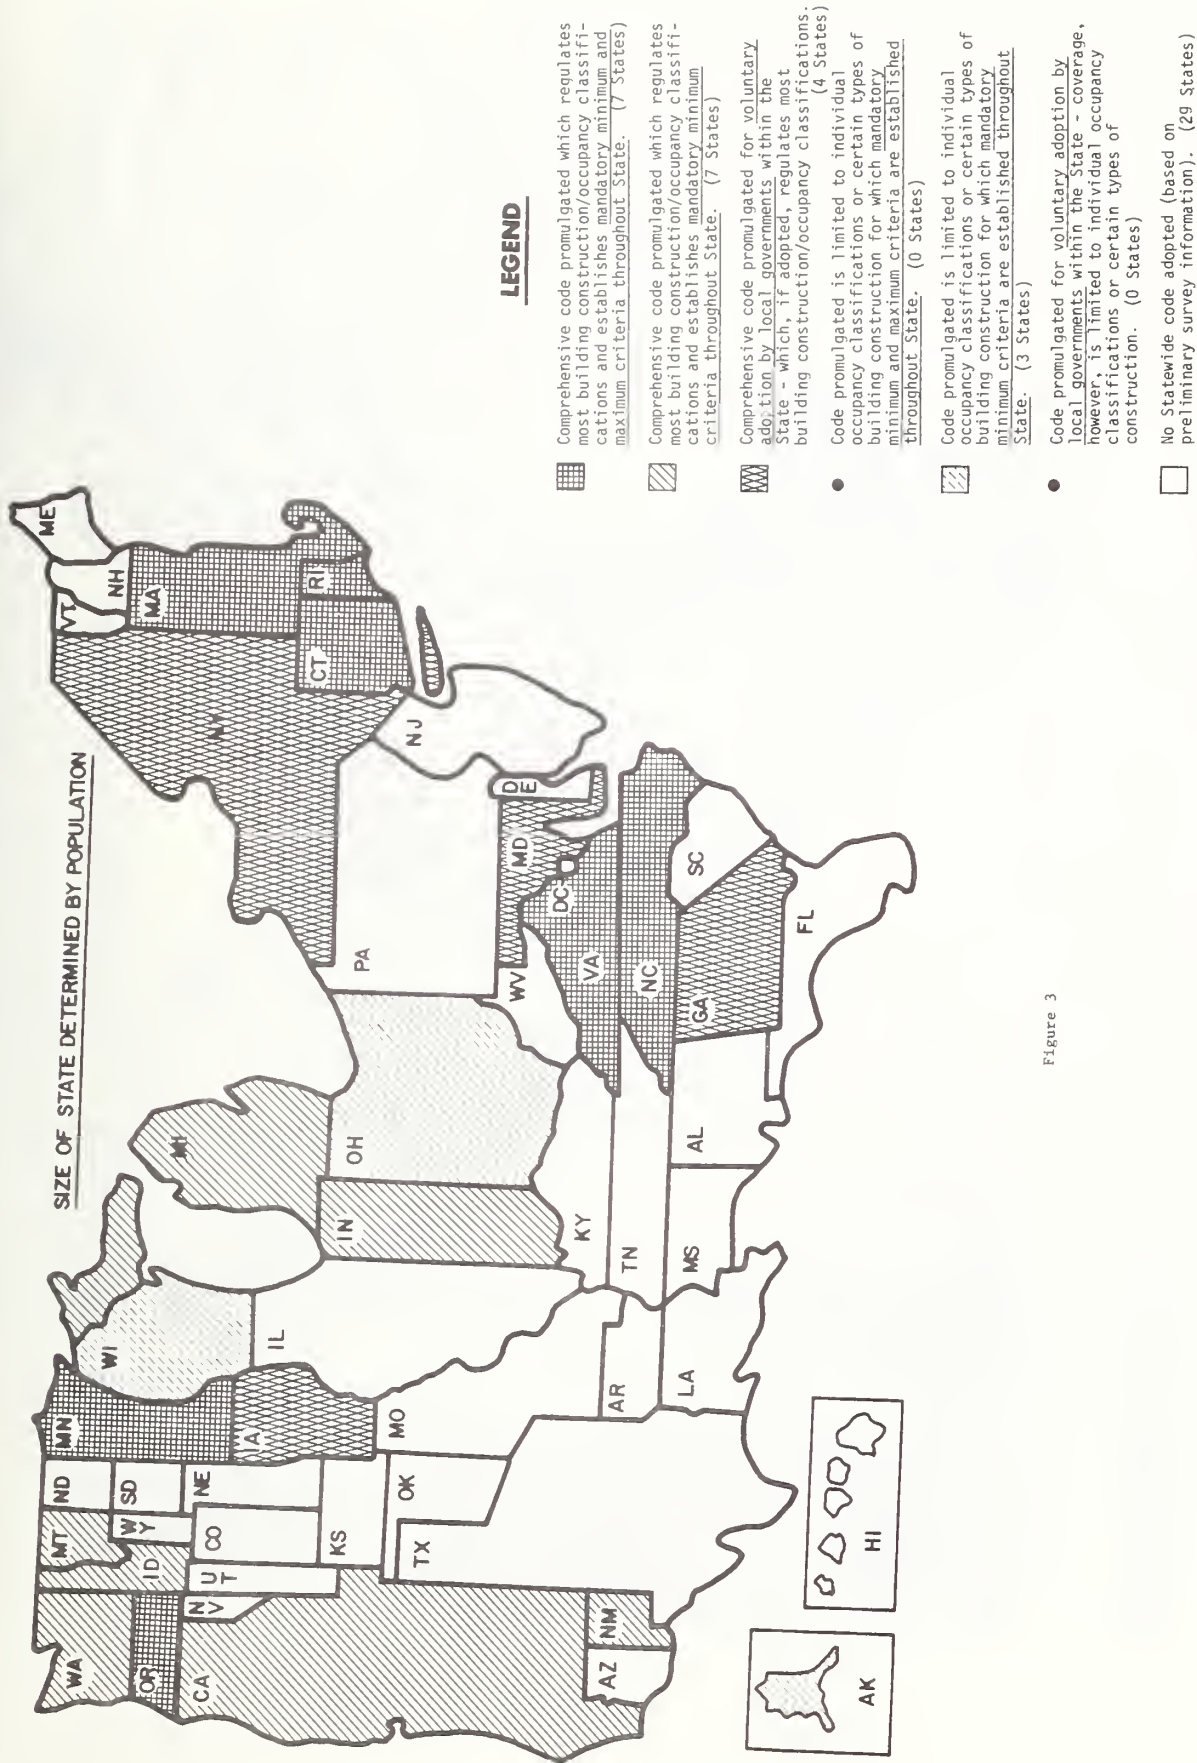 SIZE OF STATE DETERMINED BY POPULATION
WA
OR
CA
NV
ID
MT
WY
UT
CO
AZ
NM
ND
SD
NE
KS
OK
TX
MN
IA
MO
AR
LA
WI
IL
MI
IN
OH
KY
TN
MS
AL
GA
FL
SC
NC
VA
WV
DC
MD
DE
PA
NJ
NY
CT
RI
MA
VT
NH
ME
AK
HI
LEGEND
Comprehensive code promulgated which regulates
most building construction/occupancy classifi-
cations and establishes mandatory minimum and
maximum criteria throughout State. (7 States)
Comprehensive code promulgated which regulates
most building construction/occupancy classifi-
cations and establishes mandatory minimum
criteria throughout State. (7 States)
Comprehensive code promulgated for voluntary
adoption by local governments within the
State - which, if adopted, regulates most
building construction/occupancy classifications.
(4 States)
Code promulgated is limited to individual
occupancy classifications or certain types of
building construction for which mandatory
minimum and maximum criteria are established
throughout State. (0 States)
Code promulgated is limited to individual
occupancy classifications or certain types of
building construction for which mandatory
minimum criteria are established throughout
State. (3 States)
Code promulgated for voluntary adoption by
local governments within the State - coverage,
however, is limited to individual occupancy
classifications or certain types of
construction. (0 States)
No Statewide code adopted (based on
preliminary survey information). (29 States)
Figure 3